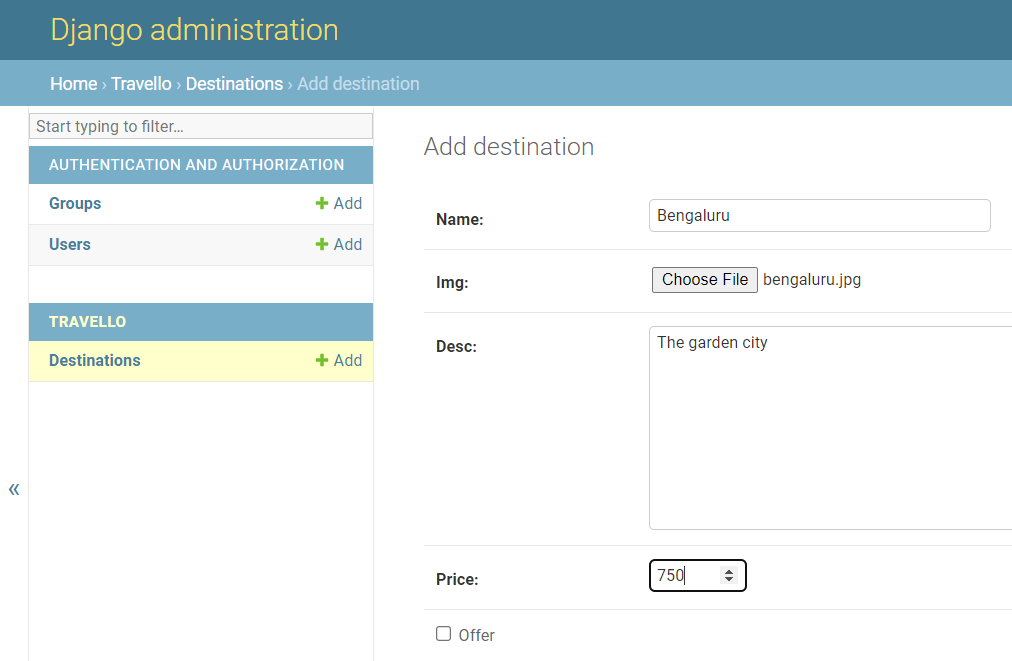 Django administration
Home › Travello › Destinations › Add destination
Start typing to filter...
AUTHENTICATION AND AUTHORIZATION
Groups + Add
Users + Add
TRAVELLO
Destinations + Add
«
Add destination
Name: Bengaluru
Img: Choose File bengaluru.jpg
Desc: The garden city
Price: 750
Offer